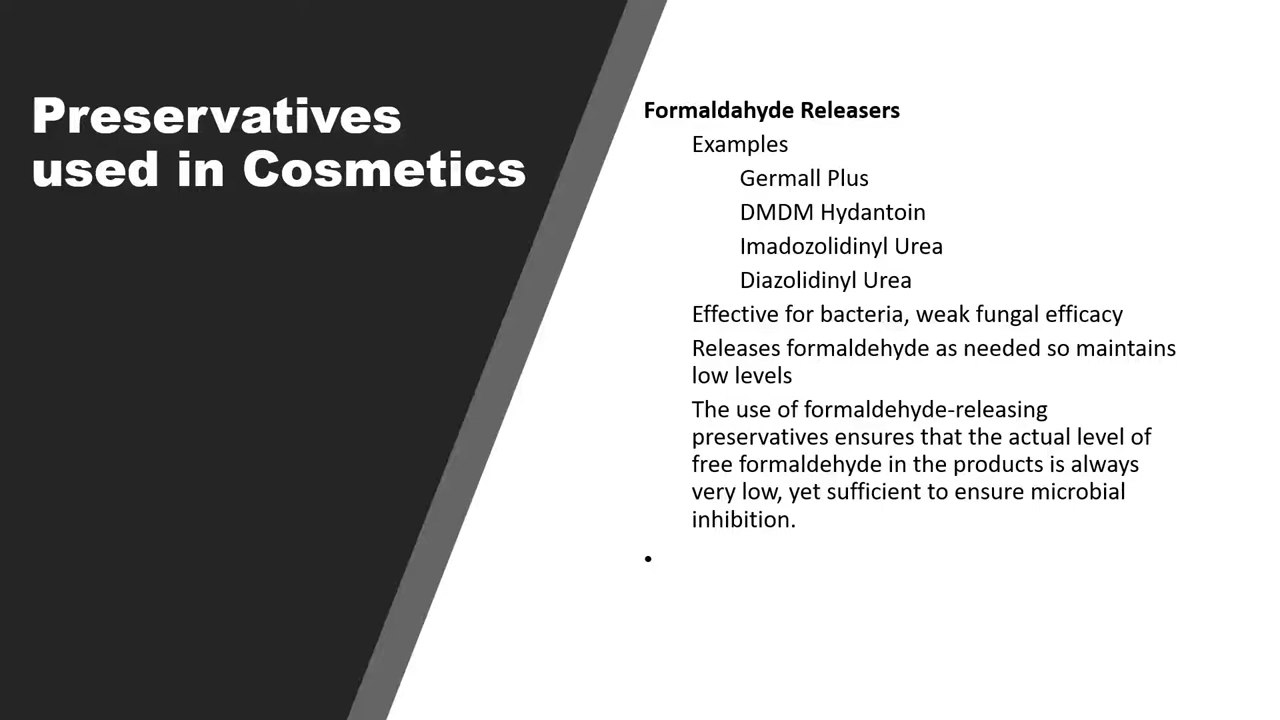 Preservatives
used in Cosmetics
Formaldahyde Releasers
Examples
Germall Plus
DMDM Hydantoin
Imadozolidinyl Urea
Diazolidinyl Urea
Effective for bacteria, weak fungal efficacy
Releases formaldehyde as needed so maintains
low levels
The use of formaldehyde-releasing
preservatives ensures that the actual level of
free formaldehyde in the products is always
very low, yet sufficient to ensure microbial
inhibition.
•